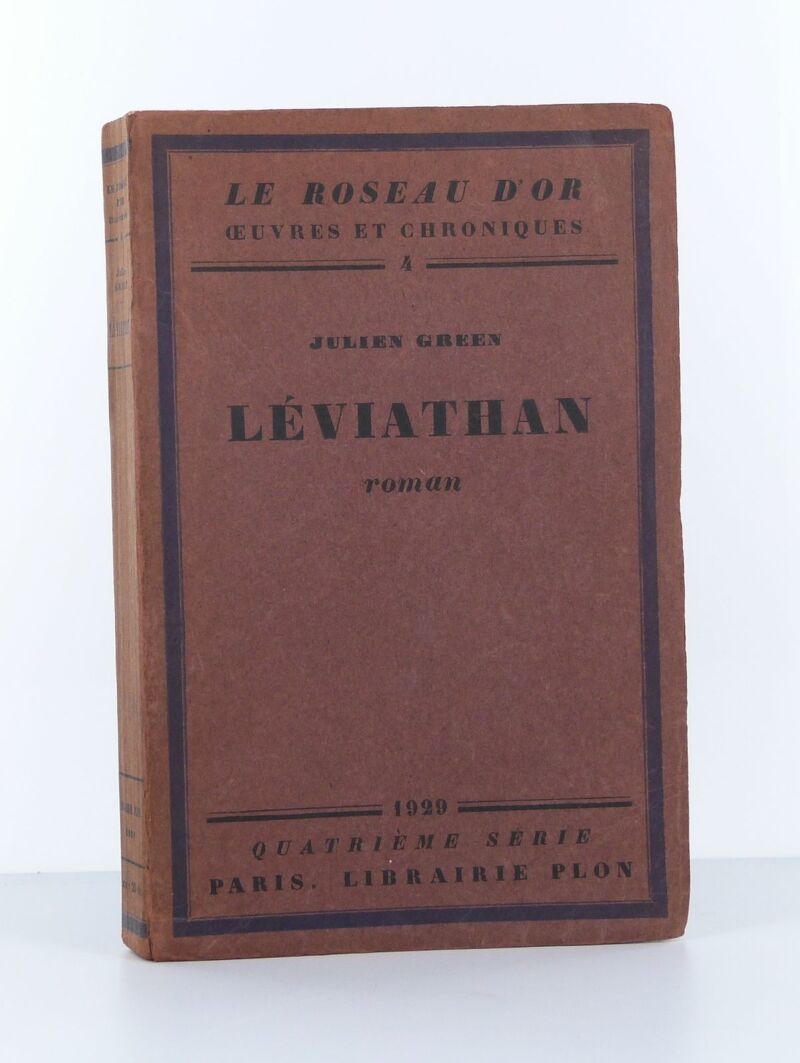 LE ROSEAU D'OR
ŒUVRES ET CHRONIQUES
4
JULIEN GREEN
LÉVIATHAN
roman
1929
QUATRIÈME SÉRIE
PARIS. LIBRAIRIE PLON